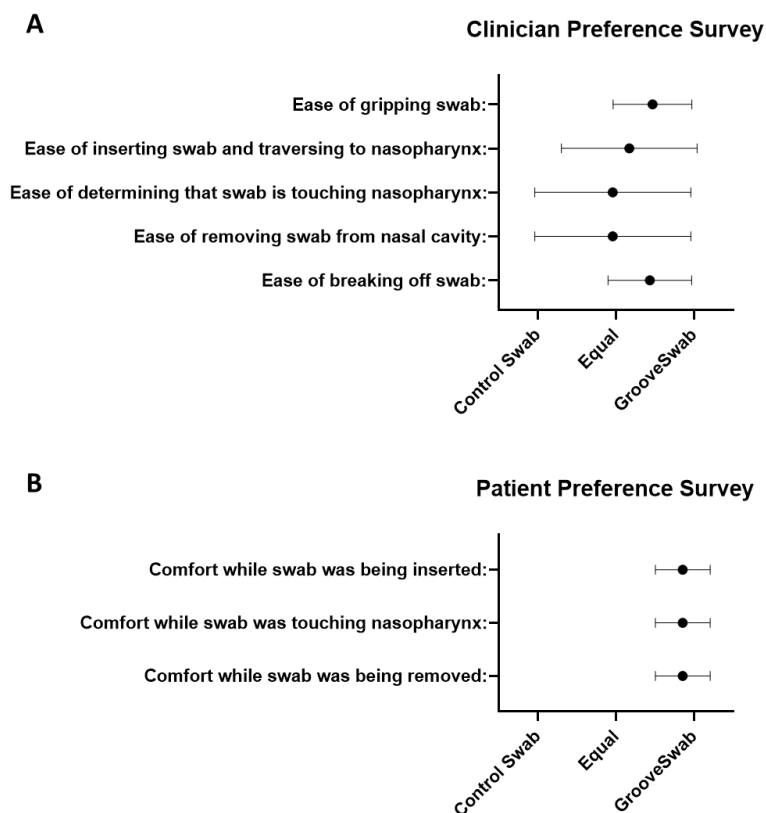 A
Clinician Preference Survey
Ease of gripping swab:
Ease of inserting swab and traversing to nasopharynx:
Ease of determining that swab is touching nasopharynx:
Ease of removing swab from nasal cavity:
Ease of breaking off swab:
Control Swab
Equal
GrooveSwab
B
Patient Preference Survey
Comfort while swab was being inserted:
Comfort while swab was touching nasopharynx:
Comfort while swab was being removed:
Control Swab
Equal
GrooveSwab